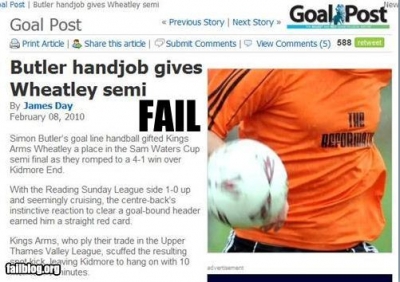 al Post | Butler handjob gives Wheatley semi
Goal Post
« Previous Story | Next Story »
Goal Post
Print Article | Share this article | Submit Comments | View Comments (5) 588 retweet
Butler handjob gives
Wheatley semi
By James Day
February 08, 2010
FAIL
Simon Butler's goal line handball gifted Kings
Arms Wheatley a place in the Sam Waters Cup
semi final as they romped to a 4-1 win over
Kidmore End.
With the Reading Sunday League side 1-0 up
and seemingly cruising, the centre-back's
instinctive reaction to clear a goal-bound header
earned him a straight red card.
Kings Arms, who ply their trade in the Upper
Thames Valley League, scuffed the resulting
spot kick, leaving Kidmore to hang on with 10
minutes.
THE
failblog.org
advertisement